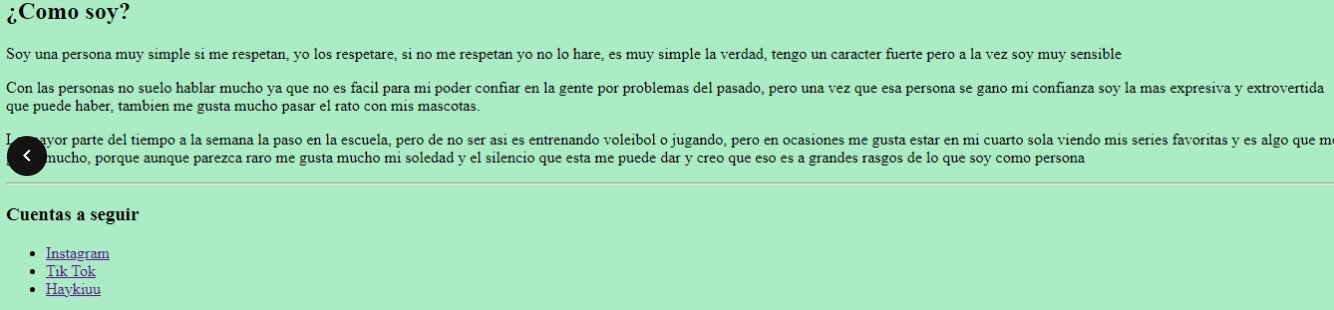 ¿Como soy?
Soy una persona muy simple si me respetan, yo los respetare, si no me respetan yo no lo hare, es muy simple la verdad, tengo un caracter fuerte pero a la vez soy muy sensible
Con las personas no suelo hablar mucho ya que no es facil para mi poder confiar en la gente por problemas del pasado, pero una vez que esa persona se gano mi confianza soy la mas expresiva y extrovertida
que puede haber, tambien me gusta mucho pasar el rato con mis mascotas.
parte del tiempo a la semana la paso en la escuela, pero de no ser asi es entrenando voleibol o jugando, pero en ocasiones me gusta estar en mi cuarto sola viendo mis series favoritas y es algo que
mucho, porque aunque parezca raro me gusta mucho mi soledad y el silencio que esta me puede dar y creo que eso es a grandes rasgos de lo que soy como persona
Cuentas a seguir
Instagram
Tik Tok
Haykiuu